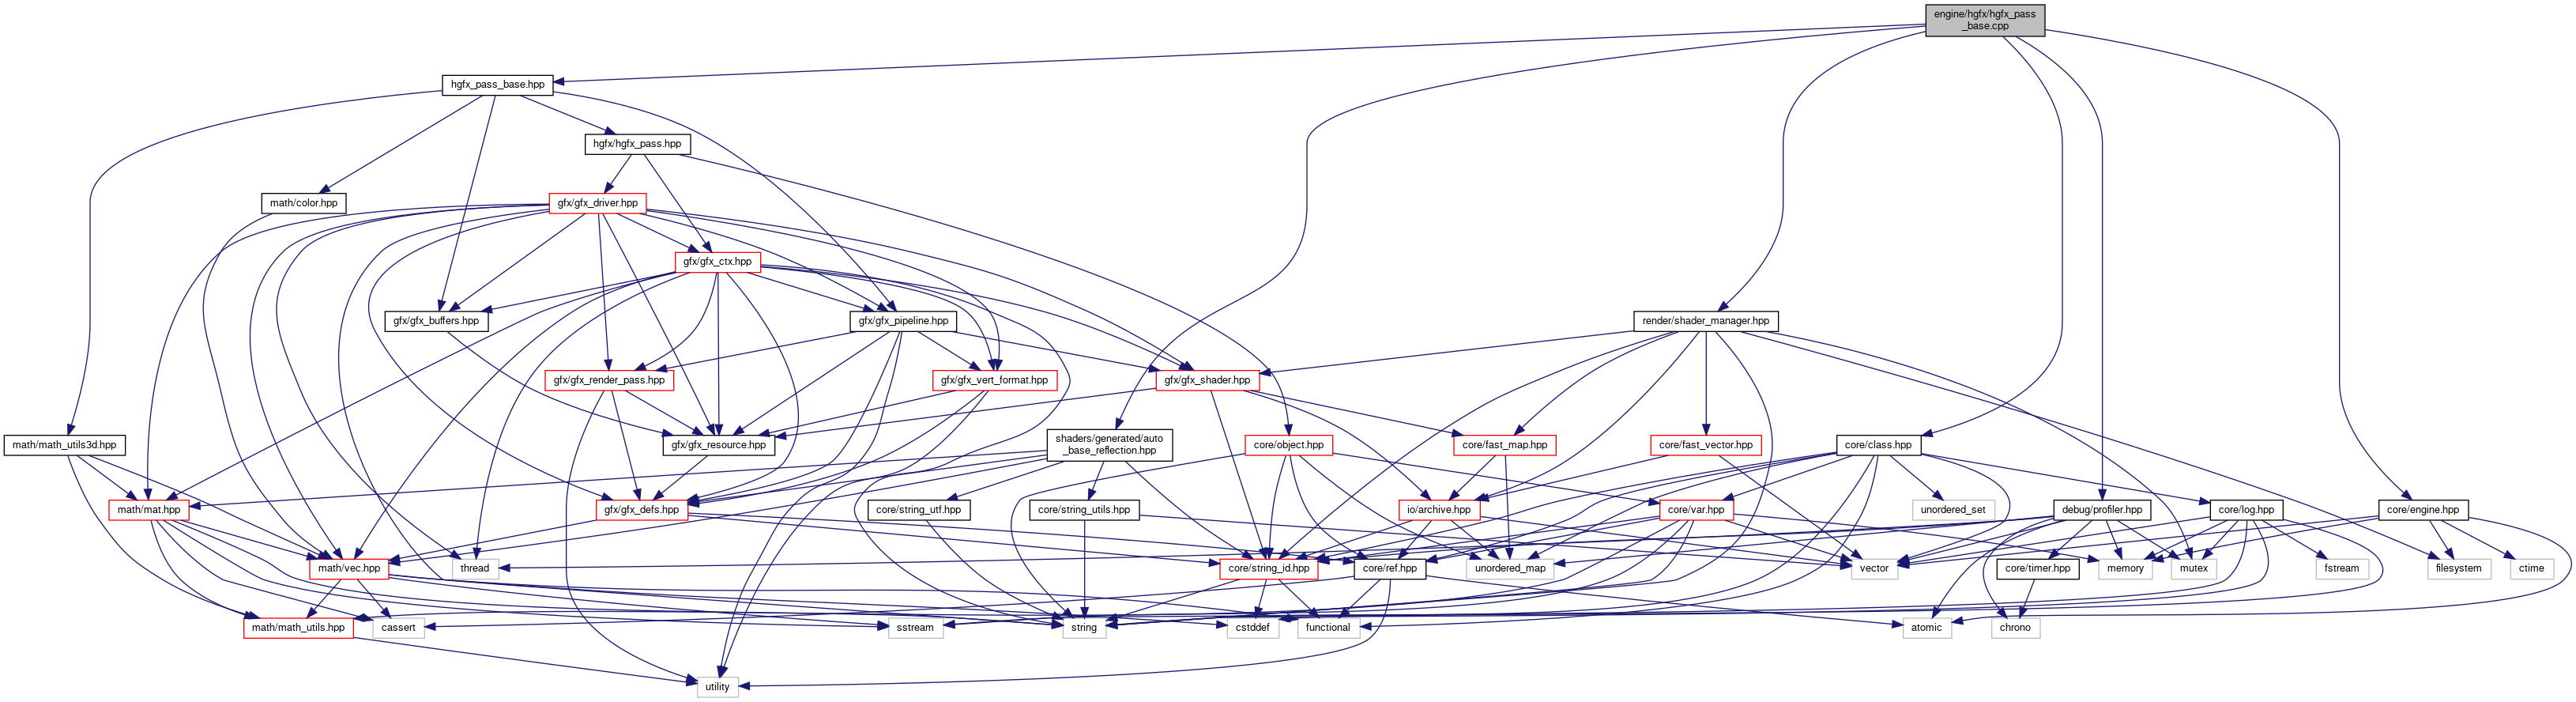 engine/hgfx/hgfx_pass
_base.cpp
hgfx_pass_base.hpp
hgfx/hgfx_pass.hpp
math/color.hpp
gfx/gfx_driver.hpp
gfx/gfx_ctx.hpp
gfx/gfx_buffers.hpp
gfx/gfx_pipeline.hpp
render/shader_manager.hpp
gfx/gfx_render_pass.hpp
gfx/gfx_vert_format.hpp
gfx/gfx_shader.hpp
math/math_utils3d.hpp
gfx/gfx_resource.hpp
shaders/generated/auto
_base_reflection.hpp
core/object.hpp
core/fast_map.hpp
core/fast_vector.hpp
core/class.hpp
math/mat.hpp
gfx/gfx_defs.hpp
core/string_utf.hpp
core/string_utils.hpp
io/archive.hpp
core/var.hpp
unordered_set
debug/profiler.hpp
core/log.hpp
core/engine.hpp
math/vec.hpp
thread
core/string_id.hpp
core/ref.hpp
unordered_map
vector
core/timer.hpp
memory
mutex
fstream
filesystem
ctime
math/math_utils.hpp
cassert
sstream
string
cstddef
functional
atomic
chrono
utility